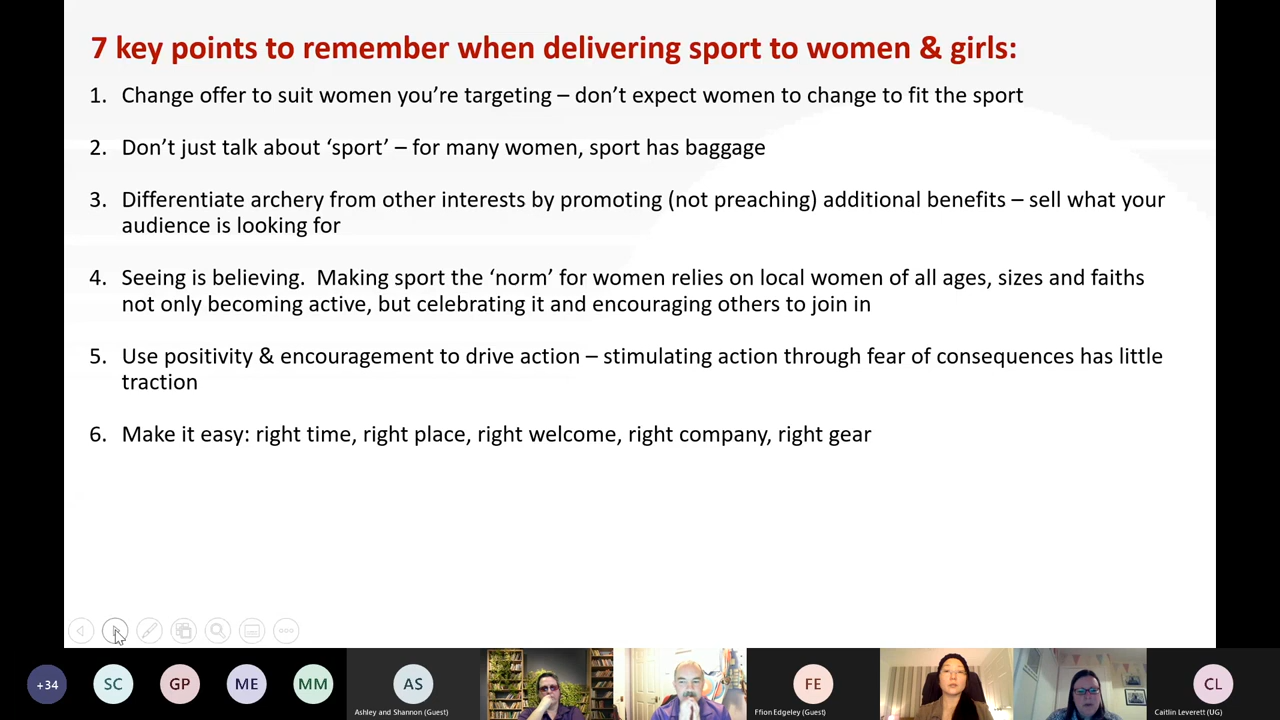 7 key points to remember when delivering sport to women & girls:
1. Change offer to suit women you’re targeting – don’t expect women to change to fit the sport
2. Don’t just talk about ‘sport’ – for many women, sport has baggage
3. Differentiate archery from other interests by promoting (not preaching) additional benefits – sell what your
audience is looking for
4. Seeing is believing.  Making sport the ‘norm’ for women relies on local women of all ages, sizes and faiths
not only becoming active, but celebrating it and encouraging others to join in
5. Use positivity & encouragement to drive action – stimulating action through fear of consequences has little
traction
6. Make it easy: right time, right place, right welcome, right company, right gear
+34
SC
GP
ME
MM
AS
FE
CL
Ashley and Shannon (Guest)
Ffion Edgeley (Guest)
Caitlin Leverett (UG)